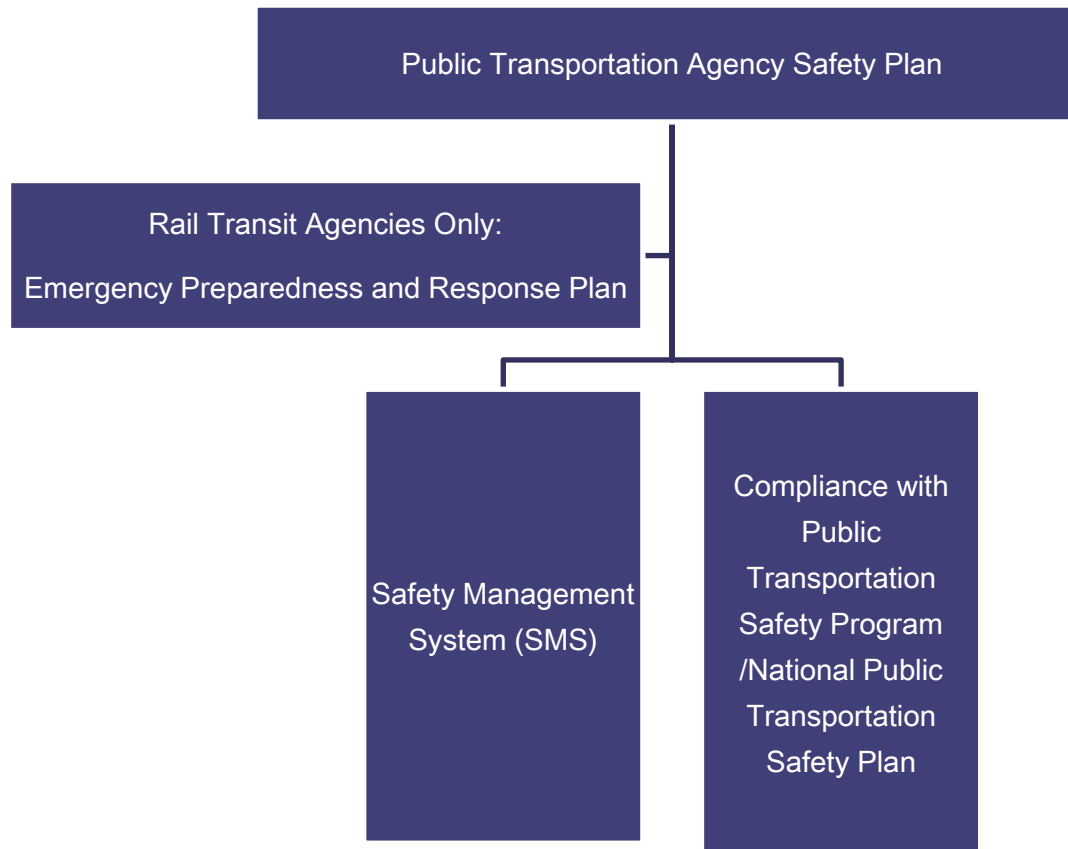 Public Transportation Agency Safety Plan
Rail Transit Agencies Only:
Emergency Preparedness and Response Plan
Safety Management
System (SMS)
Compliance with
Public
Transportation
Safety Program
/National Public
Transportation
Safety Plan